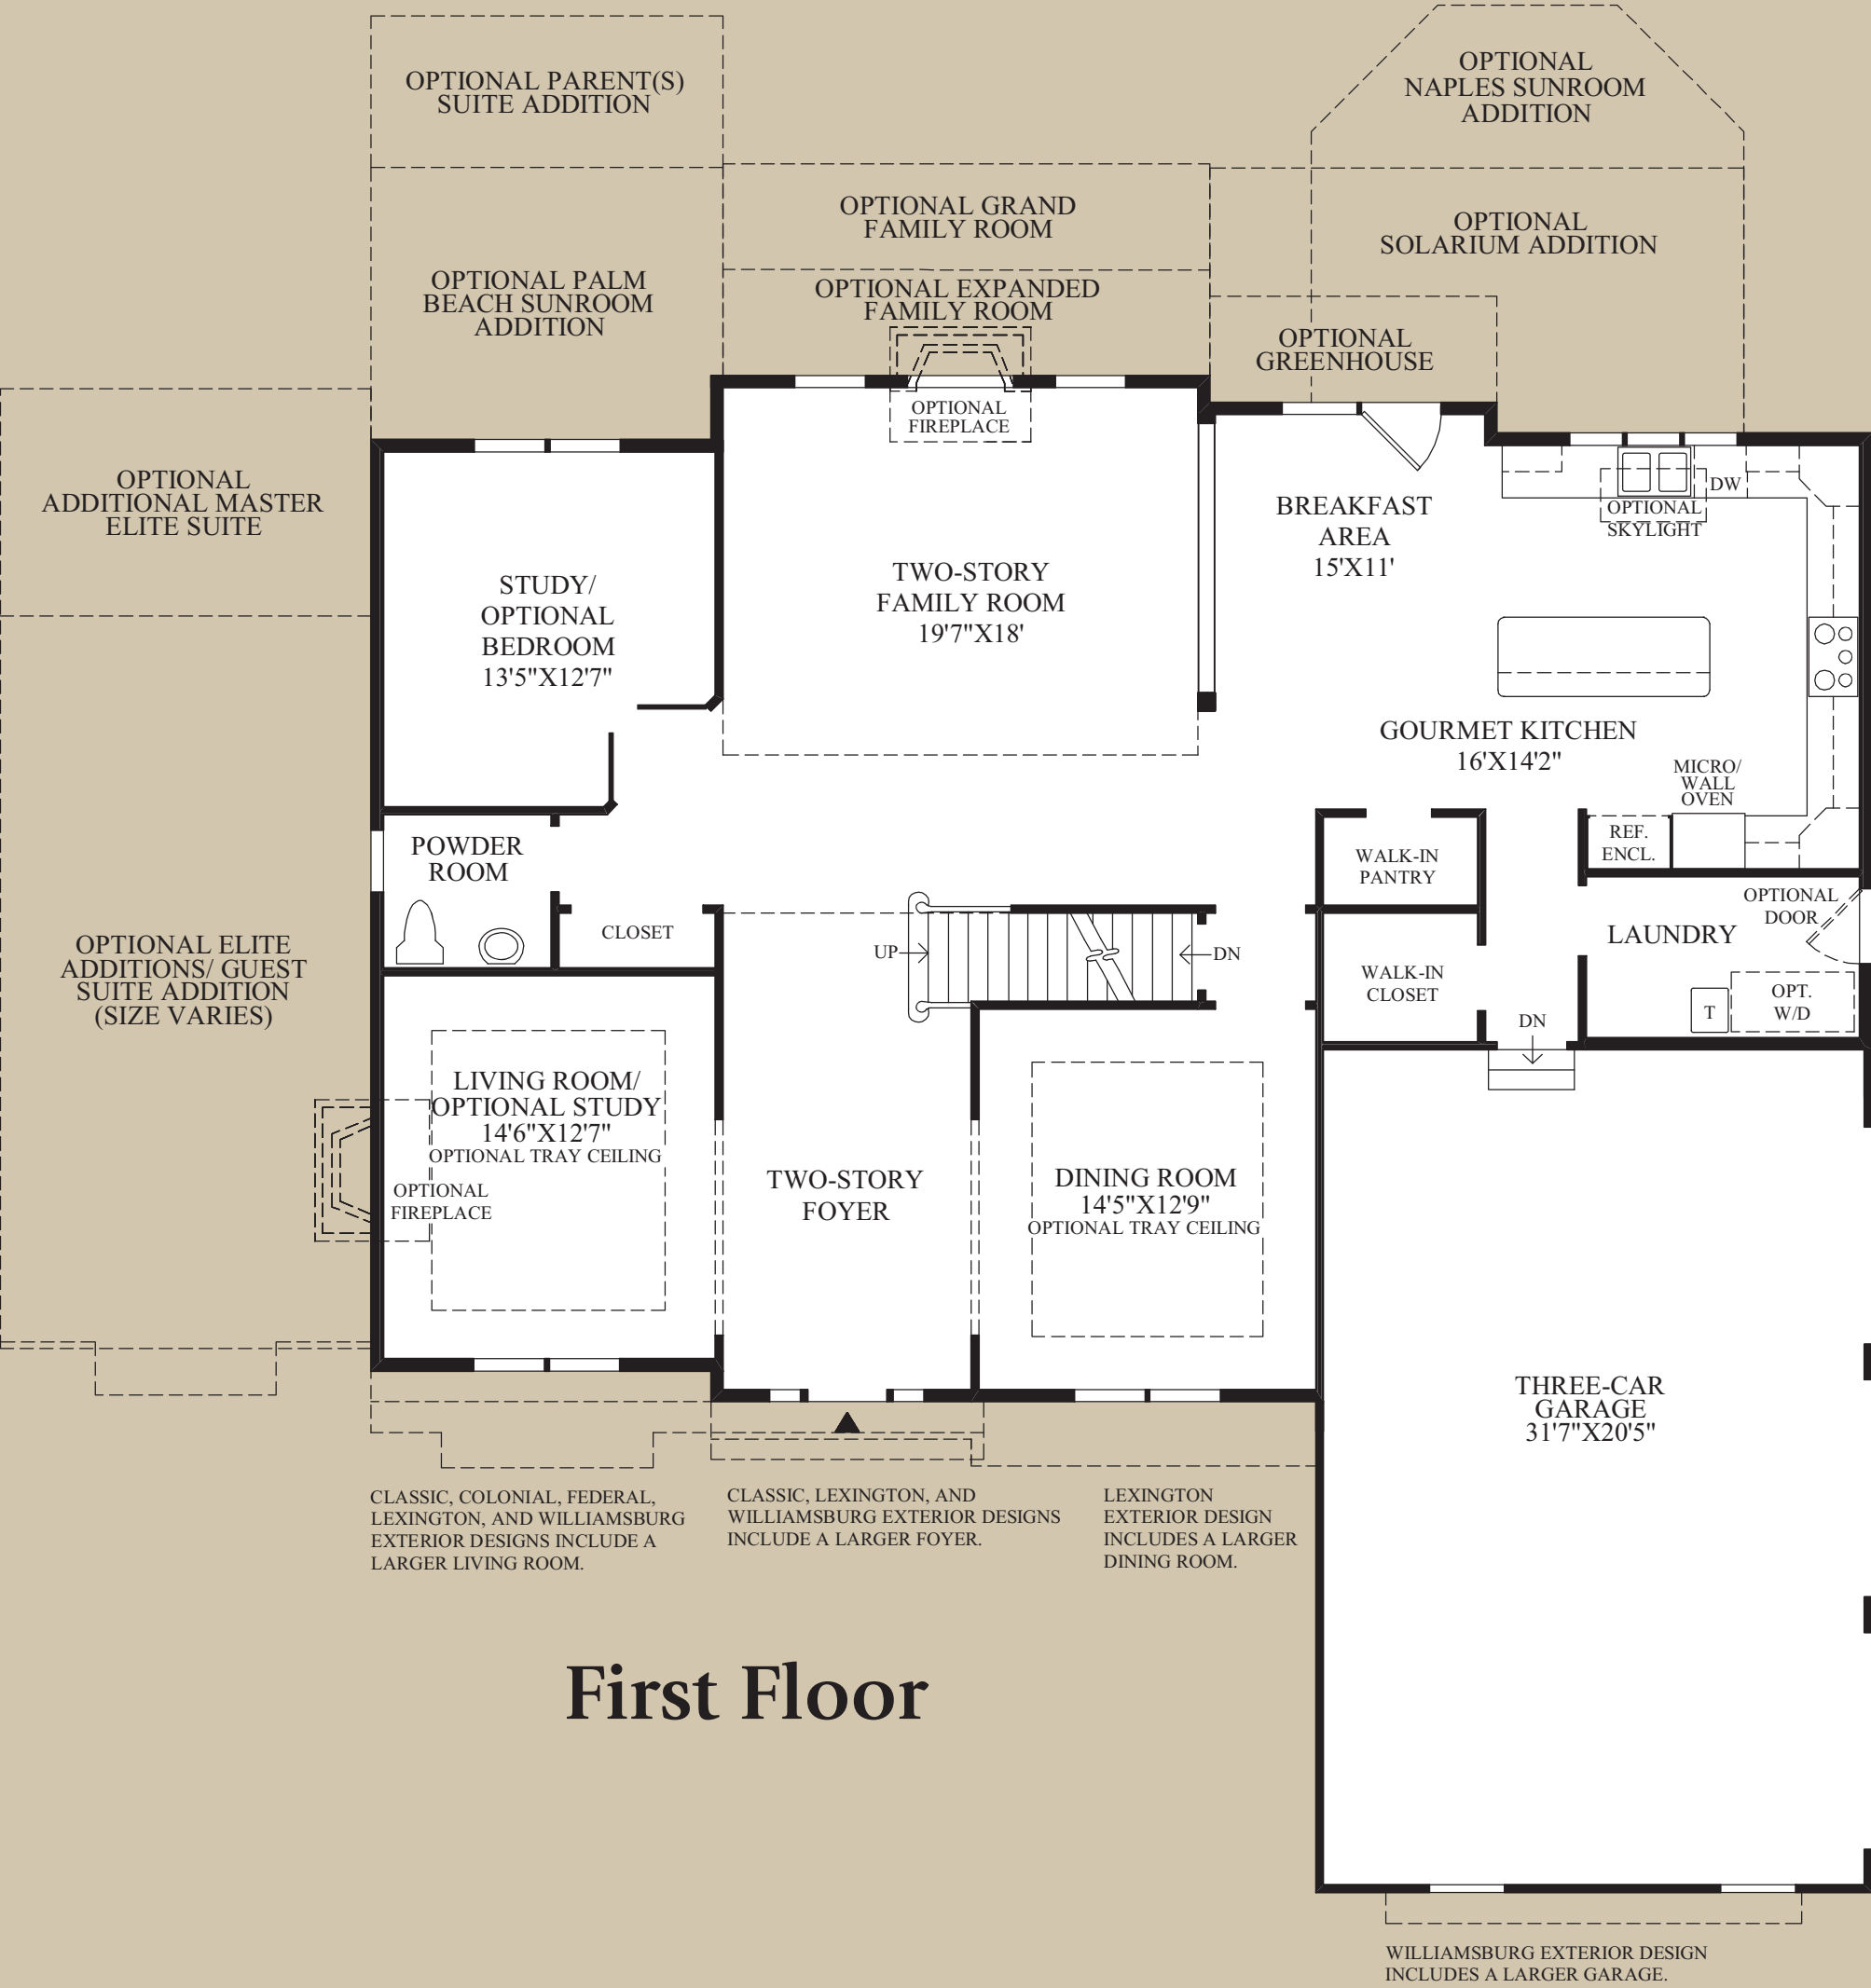 OPTIONAL PARENT(S)
SUITE ADDITION
OPTIONAL
NAPLES SUNROOM
ADDITION
OPTIONAL GRAND
FAMILY ROOM
OPTIONAL
SOLARIUM ADDITION
OPTIONAL PALM
BEACH SUNROOM
ADDITION
OPTIONAL EXPANDED
FAMILY ROOM
OPTIONAL
GREENHOUSE
OPTIONAL
FIREPLACE
OPTIONAL
ADDITIONAL MASTER
ELITE SUITE
STUDY/
OPTIONAL
BEDROOM
13'5"X12'7"
TWO-STORY
FAMILY ROOM
19'7"X18'
BREAKFAST
AREA
15'X11'
DW
OPTIONAL
SKYLIGHT
GOURMET KITCHEN
16'X14'2"
MICRO/
WALL
OVEN
REF.
ENCL.
POWDER
ROOM
WALK-IN
PANTRY
CLOSET
UP
DN
WALK-IN
CLOSET
LAUNDRY
OPTIONAL
DOOR
OPT.
W/D
T
DN
OPTIONAL ELITE
ADDITIONS/ GUEST
SUITE ADDITION
(SIZE VARIES)
LIVING ROOM/
OPTIONAL STUDY
14'6"X12'7"
OPTIONAL TRAY CEILING
OPTIONAL
FIREPLACE
TWO-STORY
FOYER
DINING ROOM
14'5"X12'9"
OPTIONAL TRAY CEILING
THREE-CAR
GARAGE
31'7"X20'5"
CLASSIC, COLONIAL, FEDERAL,
LEXINGTON, AND WILLIAMSBURG
EXTERIOR DESIGNS INCLUDE A
LARGER LIVING ROOM.
CLASSIC, LEXINGTON, AND
WILLIAMSBURG EXTERIOR DESIGNS
INCLUDE A LARGER FOYER.
LEXINGTON
EXTERIOR DESIGN
INCLUDES A LARGER
DINING ROOM.
First Floor
WILLIAMSBURG EXTERIOR DESIGN
INCLUDES A LARGER GARAGE.